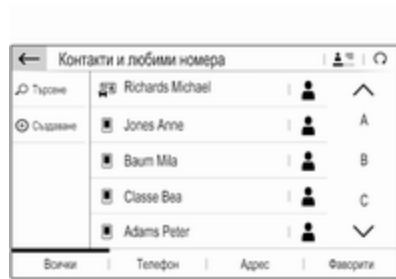 Контакти и любими номера
Търсене
Създаване
Richards Michael
Jones Anne
Baum Mila
Classe Bea
Adams Peter
A
B
C
Всички
Телефон
Адрес
Фаворити